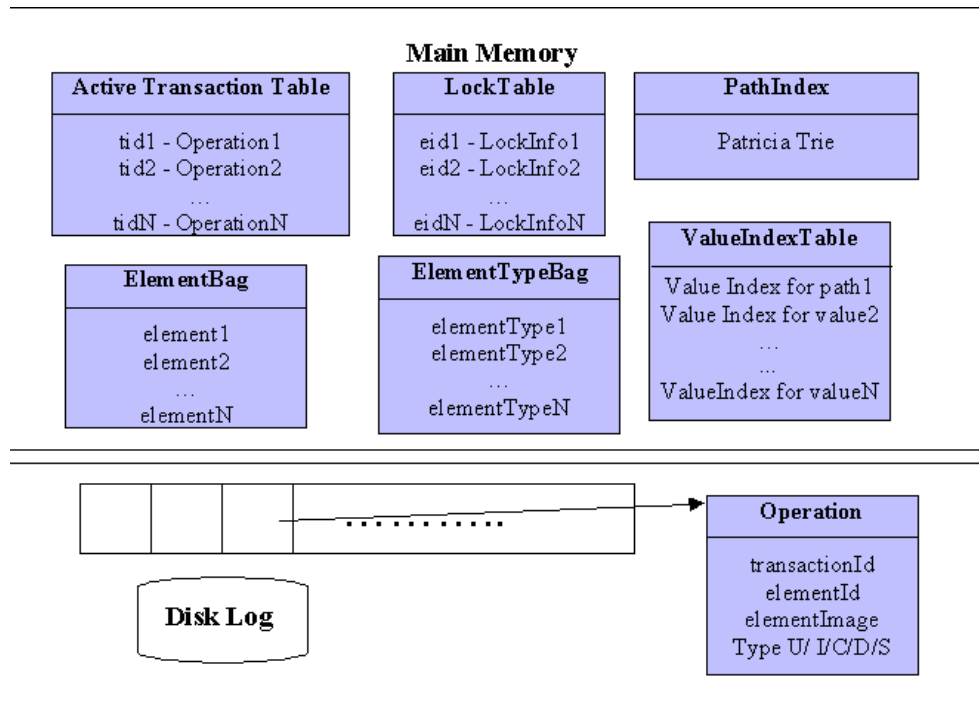 Main Memory
Active Transaction Table
tid1 - Operation1
tid2 - Operation2
...
tidN - OperationN
LockTable
eid1 - LockInfo1
eid2 - LockInfo2
...
eidN - LockInfoN
PathIndex
Patricia Trie
ElementBag
element1
element2
...
elementN
ElementTypeBag
elementType1
elementType2
...
elementTypeN
ValueIndexTable
Value Index for path1
Value Index for value2
...
...
ValueIndex for valueN
...........
Disk Log
Operation
transactionId
elementId
elementImage
Type U/ I/C/D/S